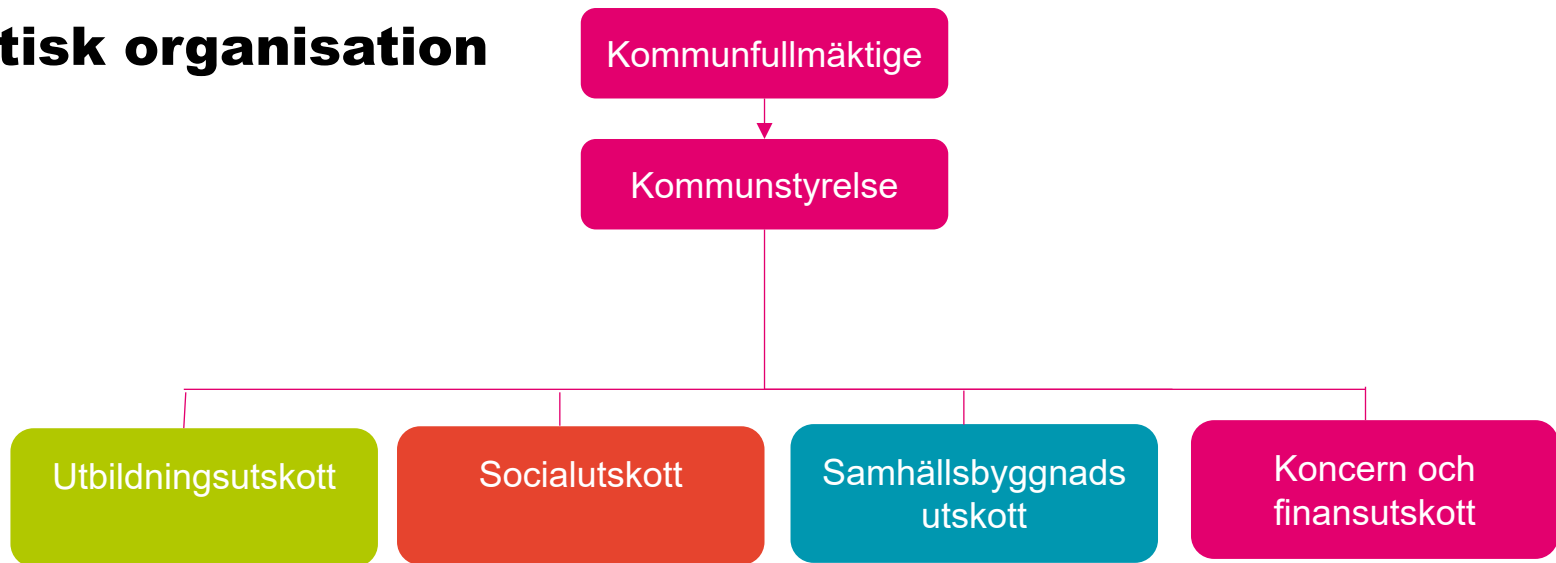 tisk organisation
Kommunfullmäktige
Kommunstyrelse
Utbildningsutskott
Socialutskott
Samhällsbyggnads
utskott
Koncern och
finansutskott